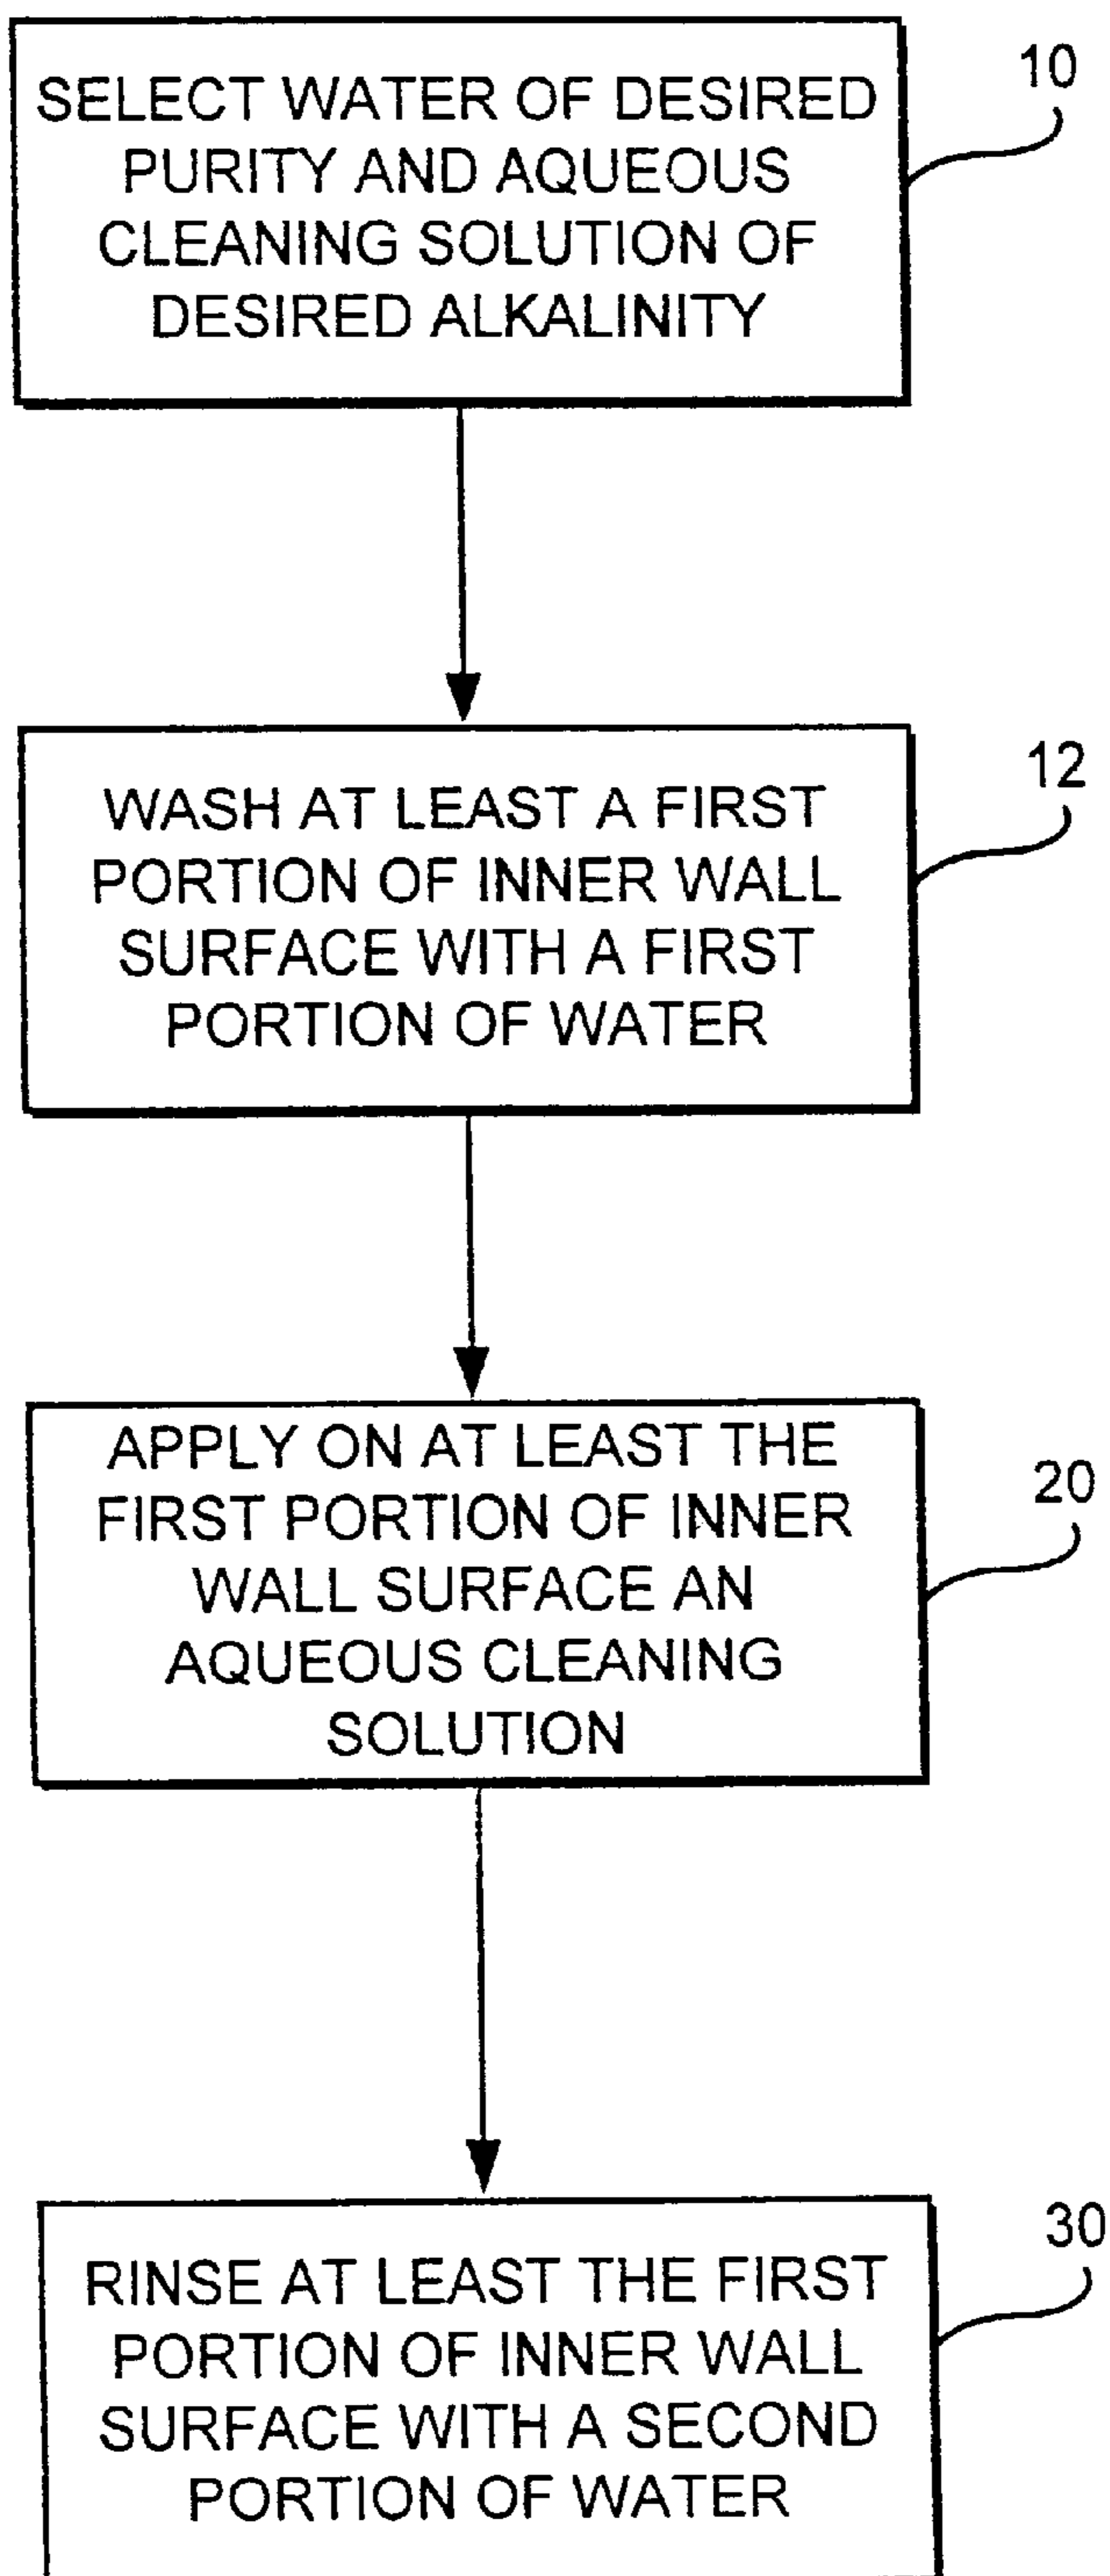 SELECT WATER OF DESIRED
PURITY AND AQUEOUS
CLEANING SOLUTION OF
DESIRED ALKALINITY
10
WASH AT LEAST A FIRST
PORTION OF INNER WALL
SURFACE WITH A FIRST
PORTION OF WATER
12
APPLY ON AT LEAST THE
FIRST PORTION OF INNER
WALL SURFACE AN
AQUEOUS CLEANING
SOLUTION
20
RINSE AT LEAST THE FIRST
PORTION OF INNER WALL
SURFACE WITH A SECOND
PORTION OF WATER
30